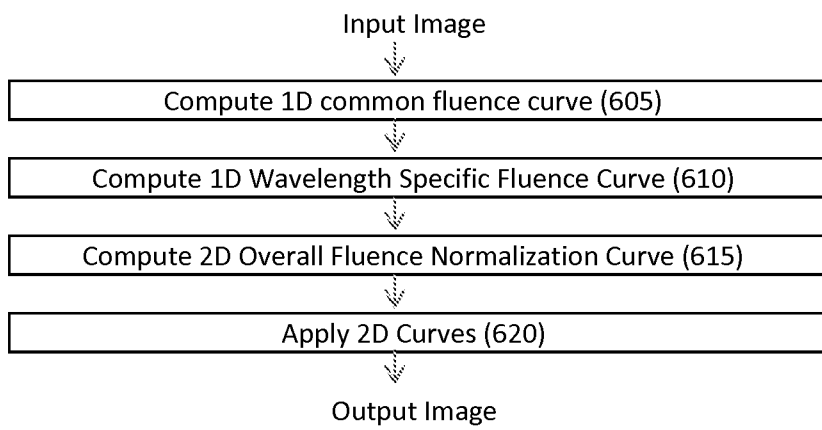 Input Image
Compute 1D common fluence curve (605)
Compute 1D Wavelength Specific Fluence Curve (610)
Compute 2D Overall Fluence Normalization Curve (615)
Apply 2D Curves (620)
Output Image